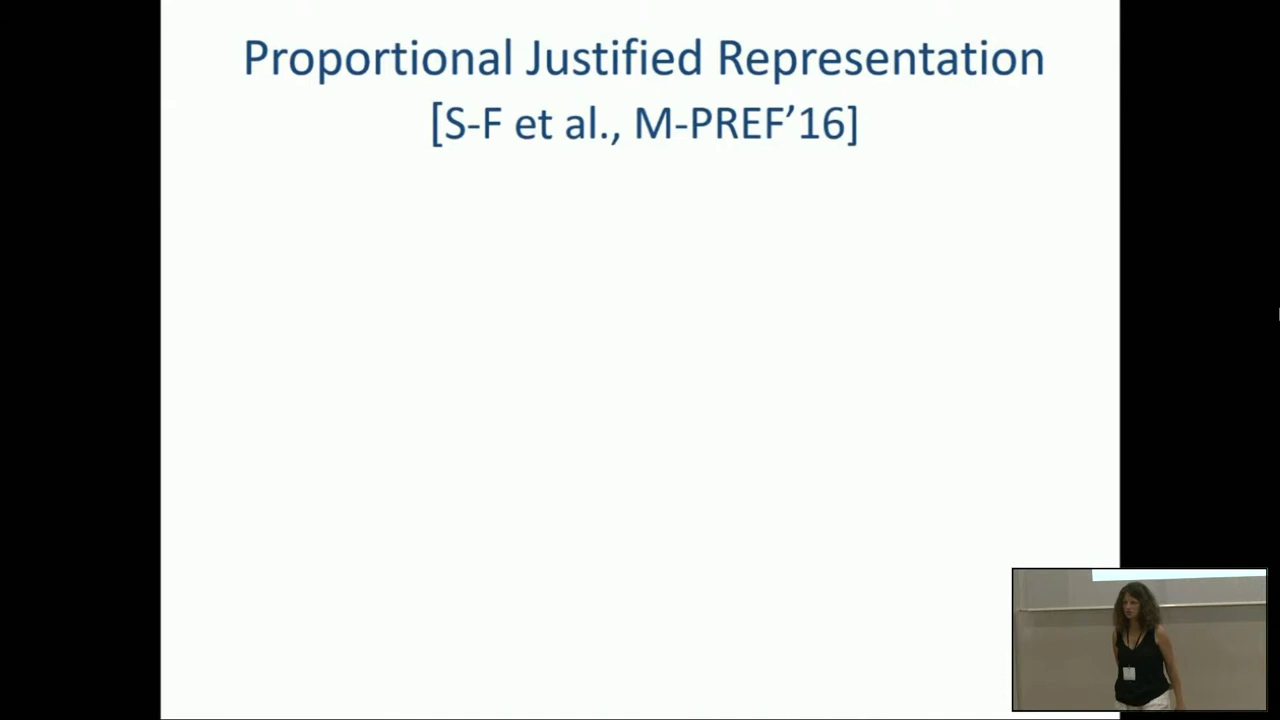 Proportional Justified Representation
[S-F et al., M-PREF’16]